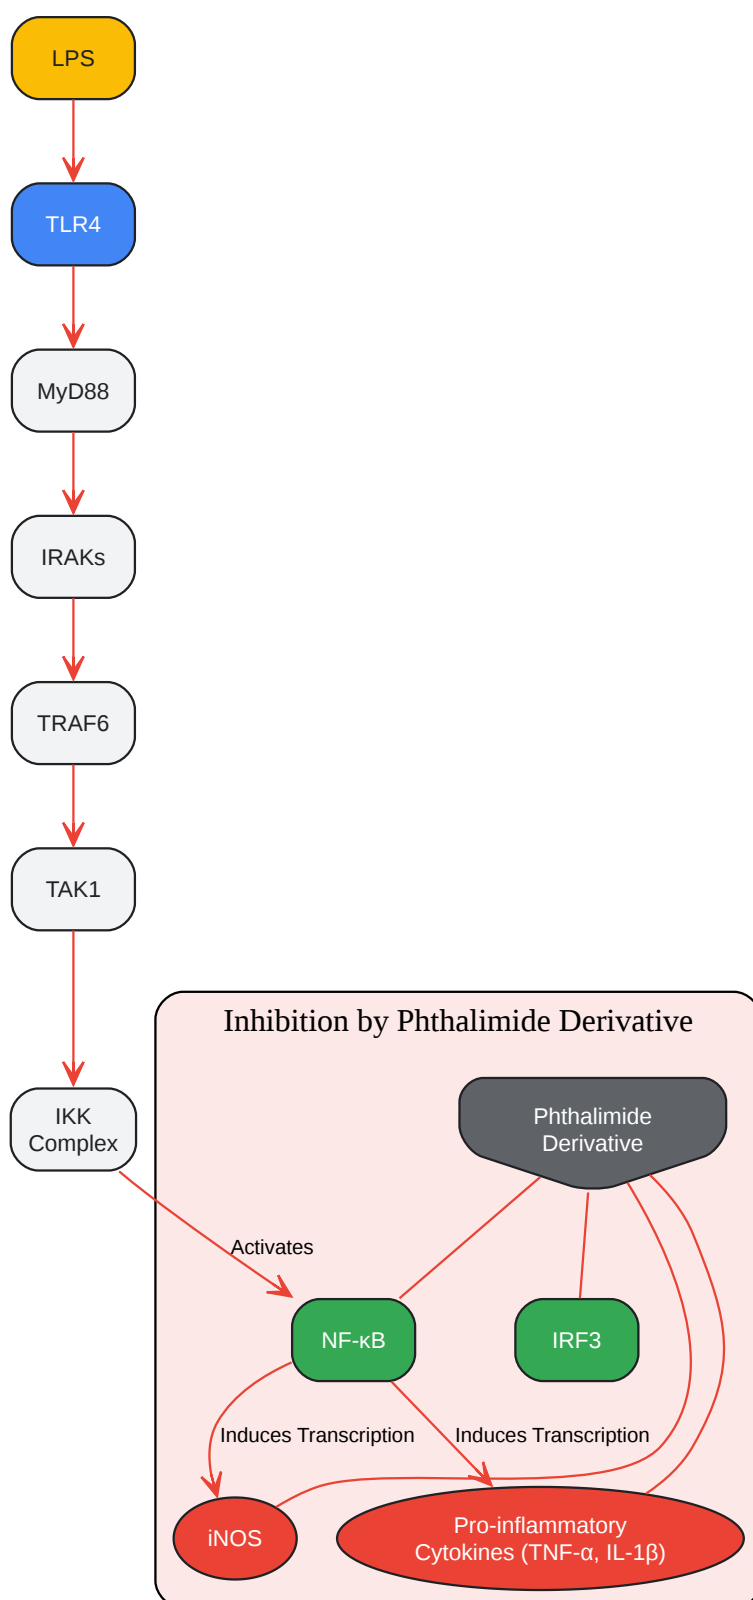 LPS
TLR4
MyD88
IRAKs
TRAF6
TAK1
Inhibition by Phthalimide Derivative
IKK
Complex
Phthalimide
Derivative
Activates
NF-κB
IRF3
Induces Transcription
Induces Transcription
iNOS
Pro-inflammatory
Cytokines (TNF-α, IL-1β)